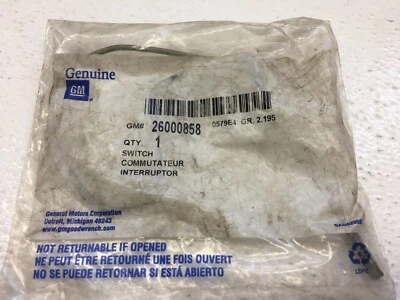 Genuine
GM
GM# 26000858 0579E4 GR. 2.195
QTY. 1
SWITCH
COMMUTATEUR
INTERRUPTOR
General Motors Corporation
Detroit, Michigan 48243
www.gmgoodwrench.com
NOT RETURNABLE IF OPENED
NE PEUT ÊTRE RETOURNÉ UNE FOIS OUVERT
NO SE PUEDE RETORNAR SI ESTÁ ABIERTO
LDPE